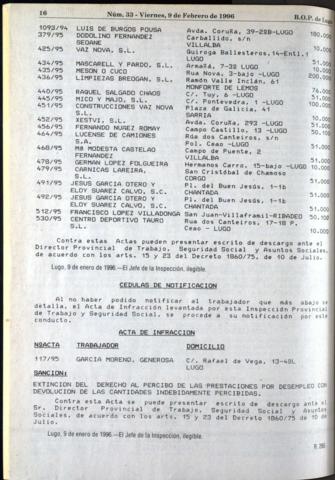 16 Núm. 33 - Viernes, 9 de Febrero de 1996 B.O.P. de Lu
1093/94 LUIS DE BURGOS POUSA Avda. Coruña, 39-2ºB-LUGO 100.000
379/95 DODOLINO FERNANDEZ Carballido, s/n
SEOANE VILLALBA
425/95 VAZ NOVA, S.L. Quiroga Ballesteros,14-Entl.
LUGO
434/95 MASCARELL Y PARDO, S.L. Armañá, 7-3º LUGO
435/95 MESON O CUCO Rua Nova, 3-bajo -LUGO
436/95 LIMPIEZAS BREOGAN, S.L. Ramón Valle Inclán, 61
MONFORTE DE LEMOS
440/95 RAQUEL SALGADO CHAOS C/. Tuy, 6 -LUGO
445/95 MICO Y MAJO, S.L. C/. Pontevedra, 1 -LUGO
451/95 CONSTRUCCIONES VAZ NOVA Plaza de Galicia, 41
S.L. SARRIA
452/95 XESTVI, S.L. Avda. Coruña, 293 -LUGO
456/95 FERNANDO NUÑEZ ROMAY Campo Castillo, 13 -LUGO
464/95 LUCENSE DE CAMIONES Rda dos Canteiros, s/n
S.A. Pol. Ceao -LUGO
468/95 Mª MODESTA CASTELAO Campo de Puente, 2
FERNANDEZ VILLALBA
478/95 GERMAN LOPEZ FOLGUEIRA Hermanos Carro, 15-bajo -LUGO
479/95 CARNICAS LAREIRA, San Cristóbal de Chamoso
S.L. CORGO
491/95 JESUS GARCIA OTERO Y Pl. del Buen Jesús, 1-1º
ELOY SUAREZ CALVO, S.C. CHANTADA
492/95 JESUS GARCIA OTERO Y Pl. del Buen Jesús, 1-1º
ELOY SUAREZ CALVO, S.C. CHANTADA
512/95 FRANCISCO LOPEZ VILLADONGA San Juan-Villaframil-RIBADEO
530/95 CENTRO DEPORTIVO TAURO Rua dos Canteiros, 17-1º P.
S.L. Ceao - LUGO
Contra estas Actas pueden presentar escrito de descargo ante el
Director Provincial de Trabajo, Seguridad Social y Asuntos Sociales,
de acuerdo con los arts. 15 y 23 del Decreto 1860/75, de 10 de Julio.
Lugo, 9 de enero de 1996.—El Jefe de la Inspección, ilegible.
CEDULAS DE NOTIFICACION
Al no haber podido notificar al trabajador que más abajo se
detalla, el Acta de Infracción levantada por esta Inspección Provincial
de Trabajo y Seguridad Social, se procede a su notificación por este
conducto.
ACTA DE INFRACCION
NºACTA TRABAJADOR DOMICILIO
117/95 GARCIA MORENO, GENEROSA C/. Rafael de Vega, 13-4ºL
LUGO
SANCION:
EXTINCION DEL DERECHO AL PERCIBO DE LAS PRESTACIONES POR DESEMPLEO CON
DEVOLUCION DE LAS CANTIDADES INDEBIDAMENTE PERCIBIDAS.
Contra esta Acta se puede presentar escrito de descargo ante el
Sr. Director Provincial de Trabajo, Seguridad Social y Asuntos
Sociales, de acuerdo con los arts. 15 y 23 del Decreto 1860/75 de 10 de
Julio.
Lugo, 9 de enero de 1996.—El Jefe de la Inspección, ilegible.